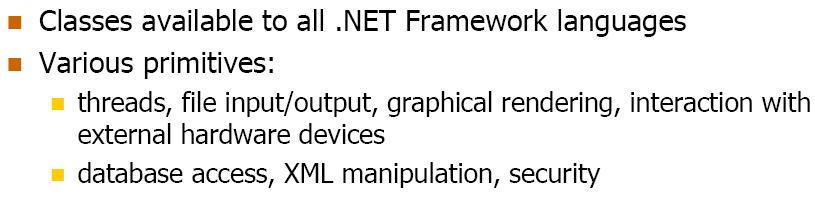 Classes available to all .NET Framework languages
Various primitives:
threads, file input/output, graphical rendering, interaction with
external hardware devices
database access, XML manipulation, security